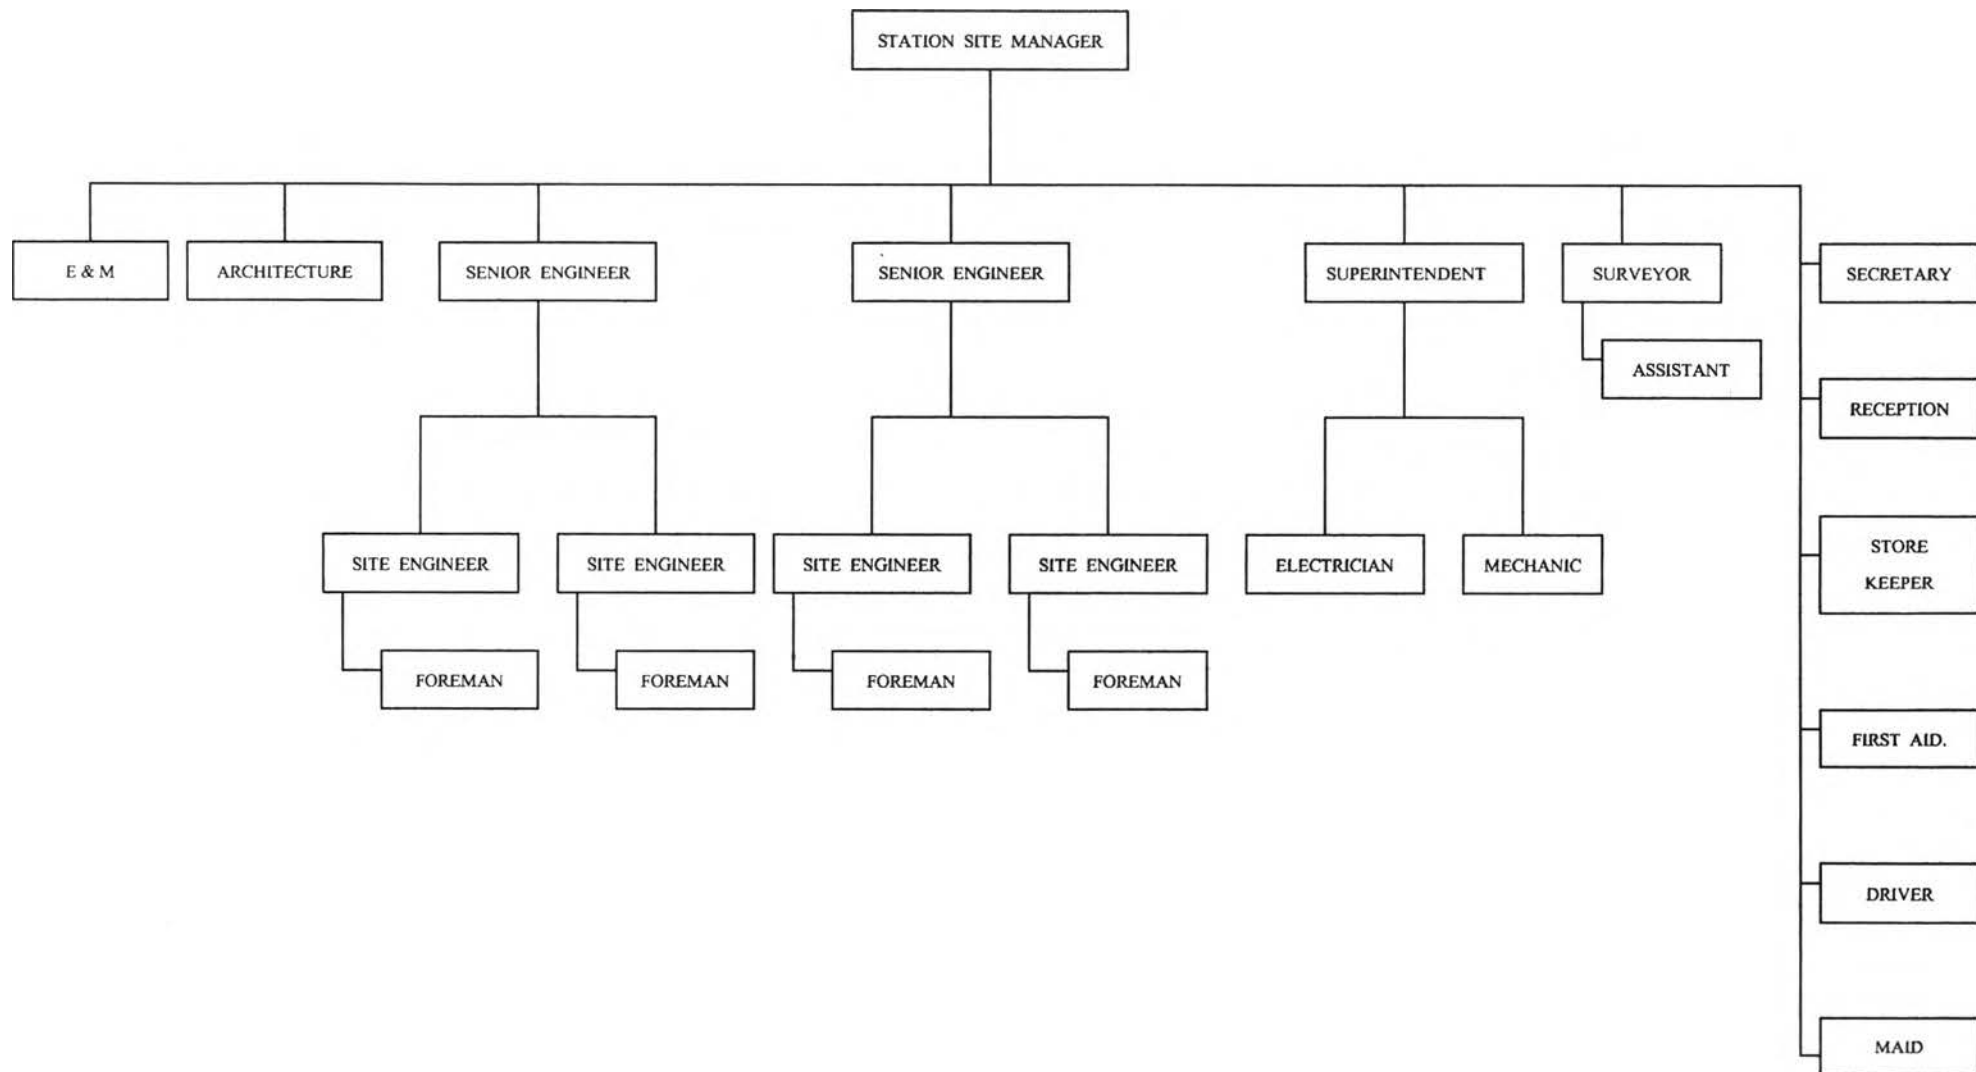 STATION SITE MANAGER
E & M
ARCHITECTURE
SENIOR ENGINEER
SENIOR ENGINEER
SUPERINTENDENT
SURVEYOR
SECRETARY
ASSISTANT
RECEPTION
SITE ENGINEER
SITE ENGINEER
SITE ENGINEER
SITE ENGINEER
ELECTRICIAN
MECHANIC
STORE
KEEPER
FOREMAN
FOREMAN
FOREMAN
FOREMAN
FIRST AID.
DRIVER
MAID